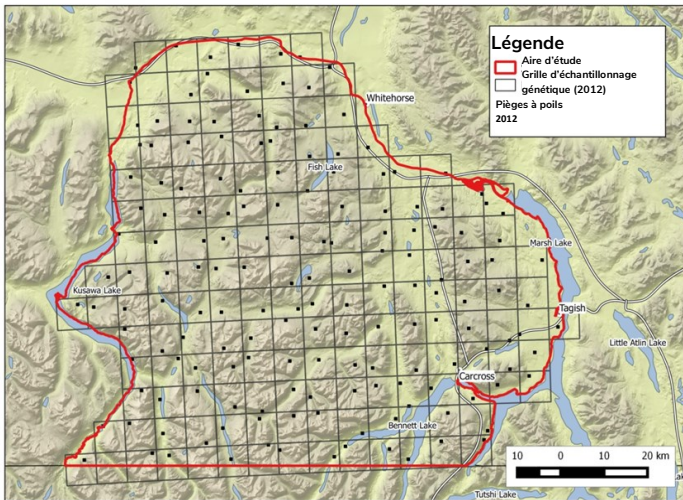 Légende
Aire d'étude
Grille d'échantillonnage
génétique (2012)
Pièges à poils
2012
Whitehorse
Fish Lake
Marsh Lake
Kusawa Lake
Tagish
Little Atlin Lake
Carcross
Bennett Lake
10 0 10 20 km
Tutshi Lake